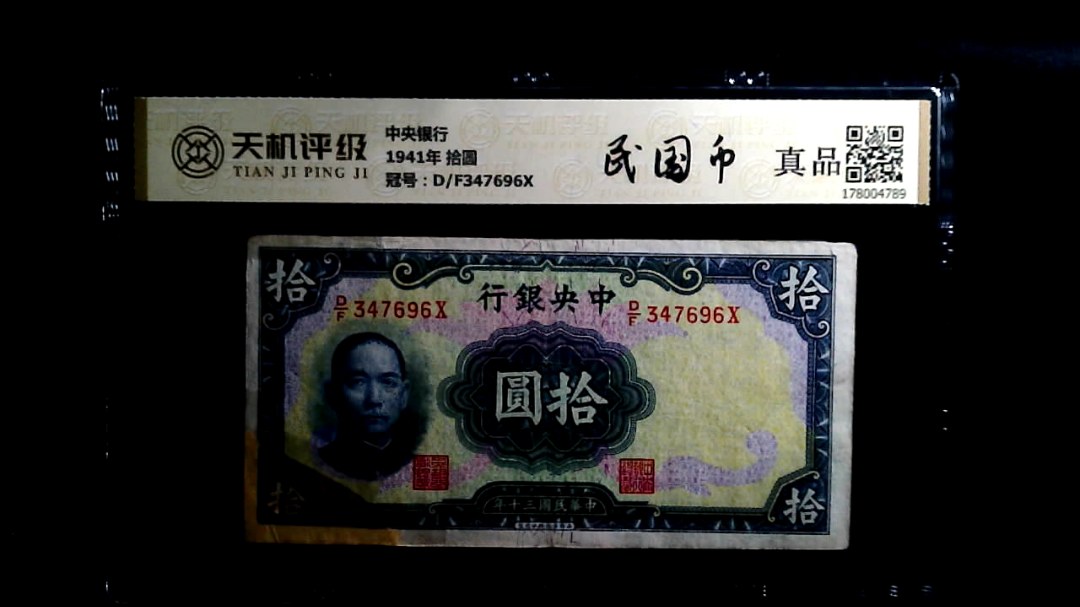 天机评级
TIAN JI PING JI
中央银行
1941年 拾圆
冠号：D/F347696X
民国币
真品
178004789
拾
拾
行銀央中
D/F 347696X
D/F 347696X
圓拾
拾
拾
年十三國民華中